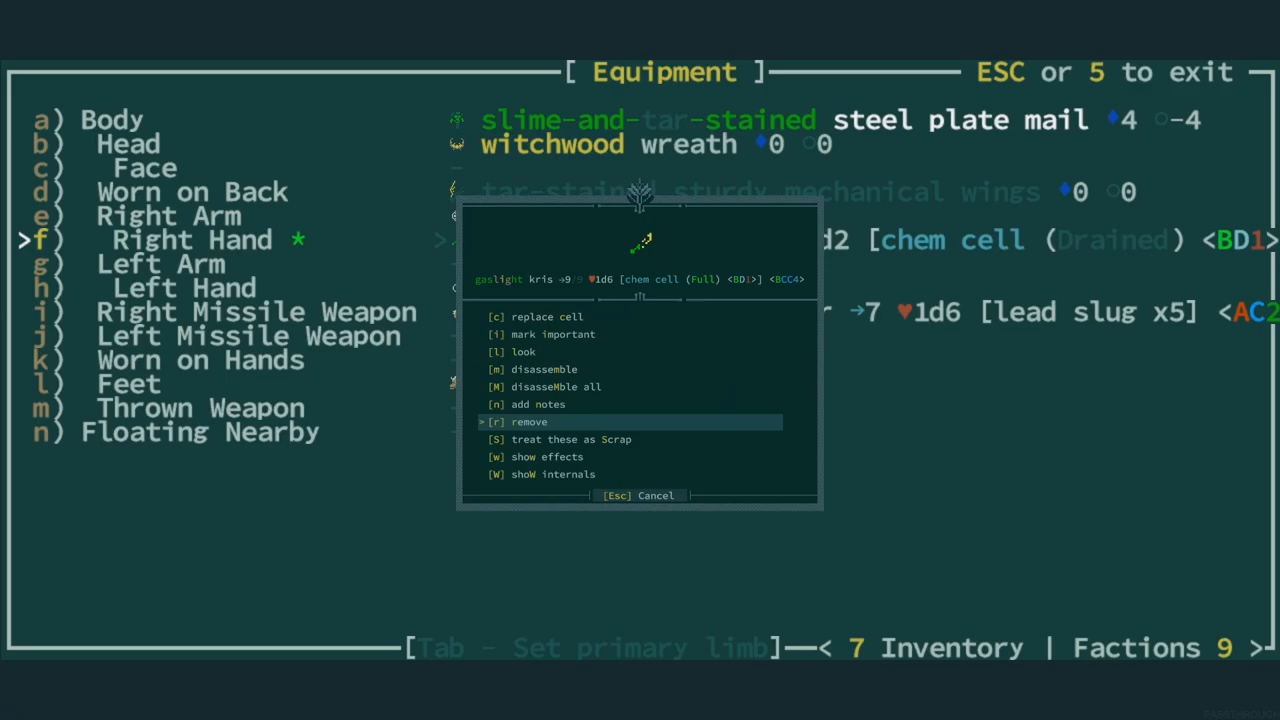 [ Equipment ] ESC or 5 to exit
a) Body slime-and-tar-stained steel plate mail ♦4 ○-4
b) Head witchwood wreath ♦0 ○0
c) Face
d) Worn on Back tar-stained sturdy mechanical wings ♦0 ○0
e) Right Arm
>f) Right Hand * d2 [chem cell (Drained) <BD1>
g) Left Arm
h) Left Hand
i) Right Missile Weapon r →7 ♥1d6 [lead slug x5] <AC2
j) Left Missile Weapon
k) Worn on Hands
l) Feet
m) Thrown Weapon
n) Floating Nearby
gaslight kris →9/9 ♥1d6 [chem cell (Full) <BD1>] <BCC4>
[c] replace cell
[i] mark important
[l] look
[m] disassemble
[M] disasseMble all
[n] add notes
> [r] remove
[S] treat these as Scrap
[w] show effects
[W] shoW internals
[Esc] Cancel
[Tab - Set primary limb] < 7 Inventory | Factions 9 >